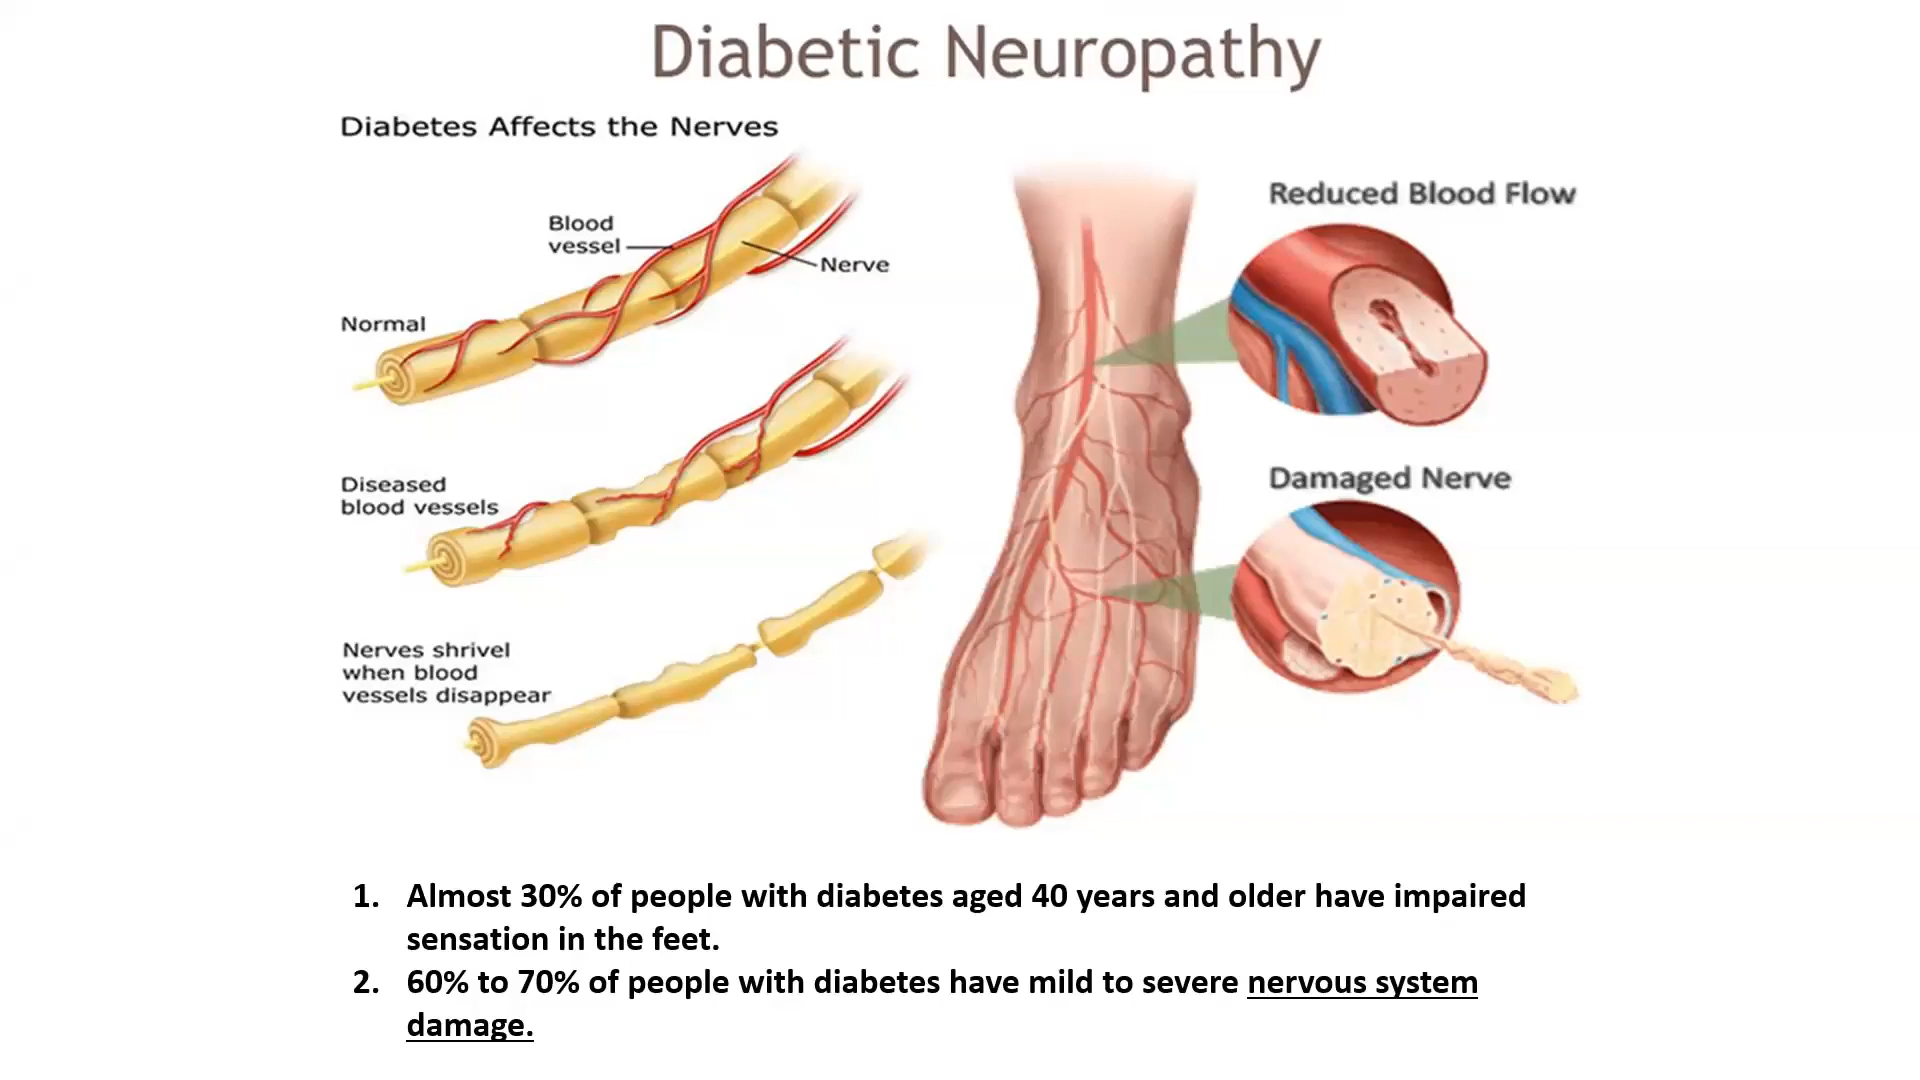 Diabetic Neuropathy
Diabetes Affects the Nerves
Blood
vessel
Nerve
Normal
Diseased
blood vessels
Nerves shrivel
when blood
vessels disappear
Reduced Blood Flow
Damaged Nerve
1. Almost 30% of people with diabetes aged 40 years and older have impaired
sensation in the feet.
2. 60% to 70% of people with diabetes have mild to severe nervous system
damage.